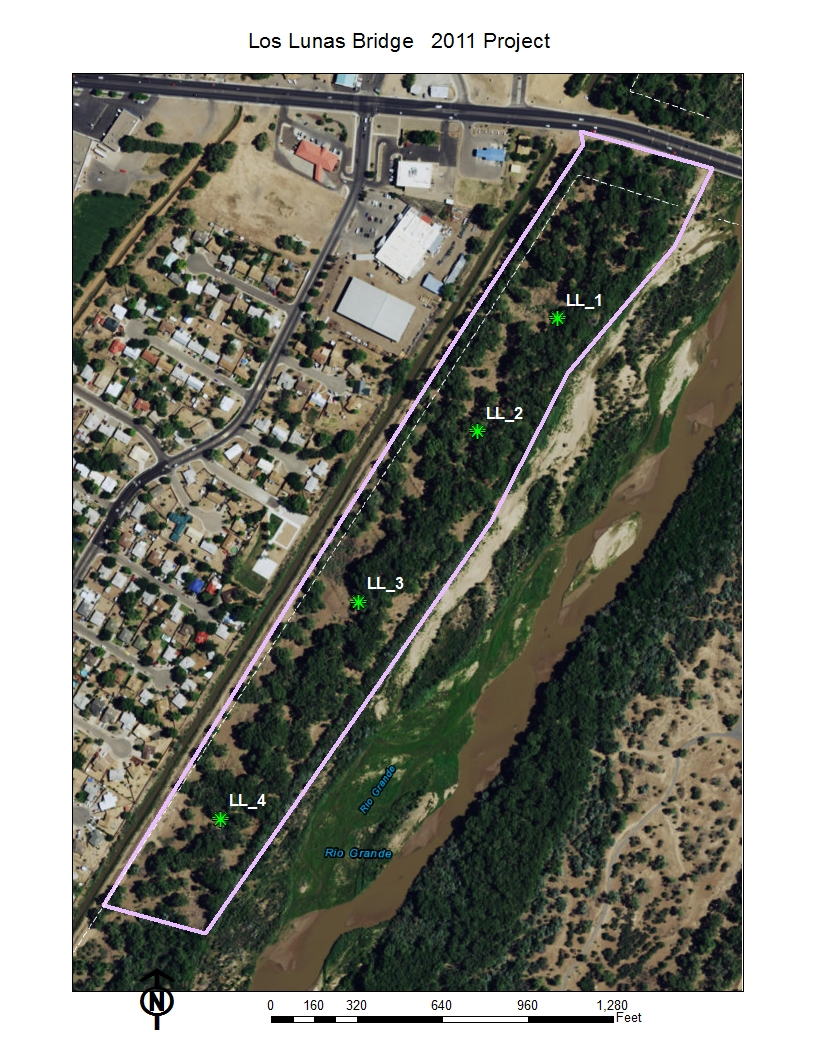 Los Lunas Bridge   2011 Project
LL_1
LL_2
LL_3
LL_4
Rio Grande
Rio Grande
N
0 160 320 640 960 1,280
Feet